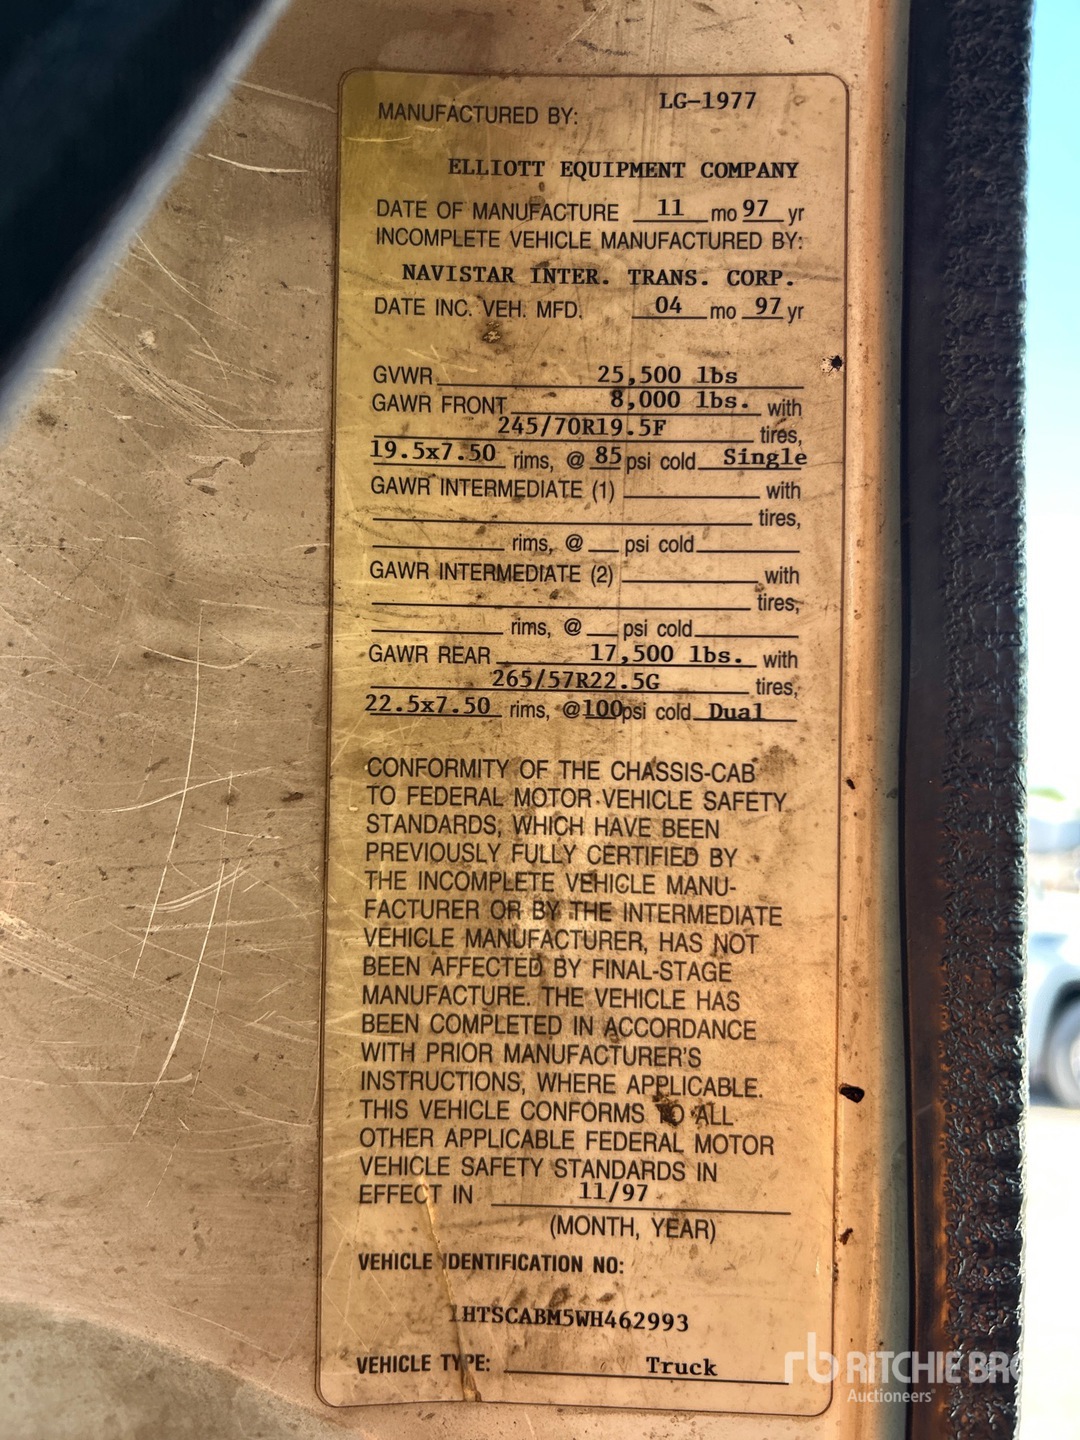 LG-1977
MANUFACTURED BY:
ELLIOTT EQUIPMENT COMPANY
DATE OF MANUFACTURE 11 mo 97 yr
INCOMPLETE VEHICLE MANUFACTURED BY:
NAVISTAR INTER. TRANS. CORP.
DATE INC. VEH. MFD. 04 mo 97 yr
GVWR 25,500 lbs
GAWR FRONT 8,000 lbs. with
245/70R19.5F tires,
19.5x7.50 rims, @ 85 psi cold Single
GAWR INTERMEDIATE (1) with
tires,
rims, @ psi cold
GAWR INTERMEDIATE (2) with
tires,
rims, @ psi cold
GAWR REAR 17,500 lbs. with
265/57R22.5G tires,
22.5x7.50 rims, @ 100 psi cold Dual
CONFORMITY OF THE CHASSIS-CAB
TO FEDERAL MOTOR VEHICLE SAFETY
STANDARDS, WHICH HAVE BEEN
PREVIOUSLY FULLY CERTIFIED BY
THE INCOMPLETE VEHICLE MANU-
FACTURER OR BY THE INTERMEDIATE
VEHICLE MANUFACTURER, HAS NOT
BEEN AFFECTED BY FINAL-STAGE
MANUFACTURE. THE VEHICLE HAS
BEEN COMPLETED IN ACCORDANCE
WITH PRIOR MANUFACTURER'S
INSTRUCTIONS, WHERE APPLICABLE.
THIS VEHICLE CONFORMS TO ALL
OTHER APPLICABLE FEDERAL MOTOR
VEHICLE SAFETY STANDARDS IN
EFFECT IN 11/97
(MONTH, YEAR)
VEHICLE IDENTIFICATION NO:
1HTSCABM5WH462993
VEHICLE TYPE: Truck
rb RITCHIE BRO
Auctioneers